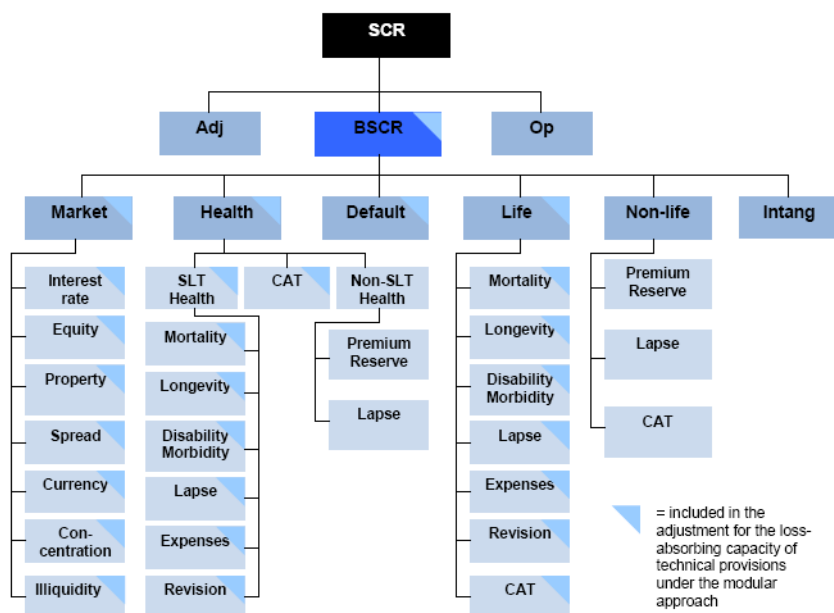 SCR
Adj
BSCR
Op
Market
Health
Default
Life
Non-life
Intang
Interest
rate
Equity
Property
Spread
Currency
Con-
centration
Illiquidity
SLT
Health
CAT
Non-SLT
Health
Mortality
Longevity
Disability
Morbidity
Lapse
Expenses
Revision
Premium
Reserve
Lapse
Mortality
Longevity
Disability
Morbidity
Lapse
Expenses
Revision
CAT
Premium
Reserve
Lapse
CAT
= included in the
adjustment for the loss-
absorbing capacity of
technical provisions
under the modular
approach